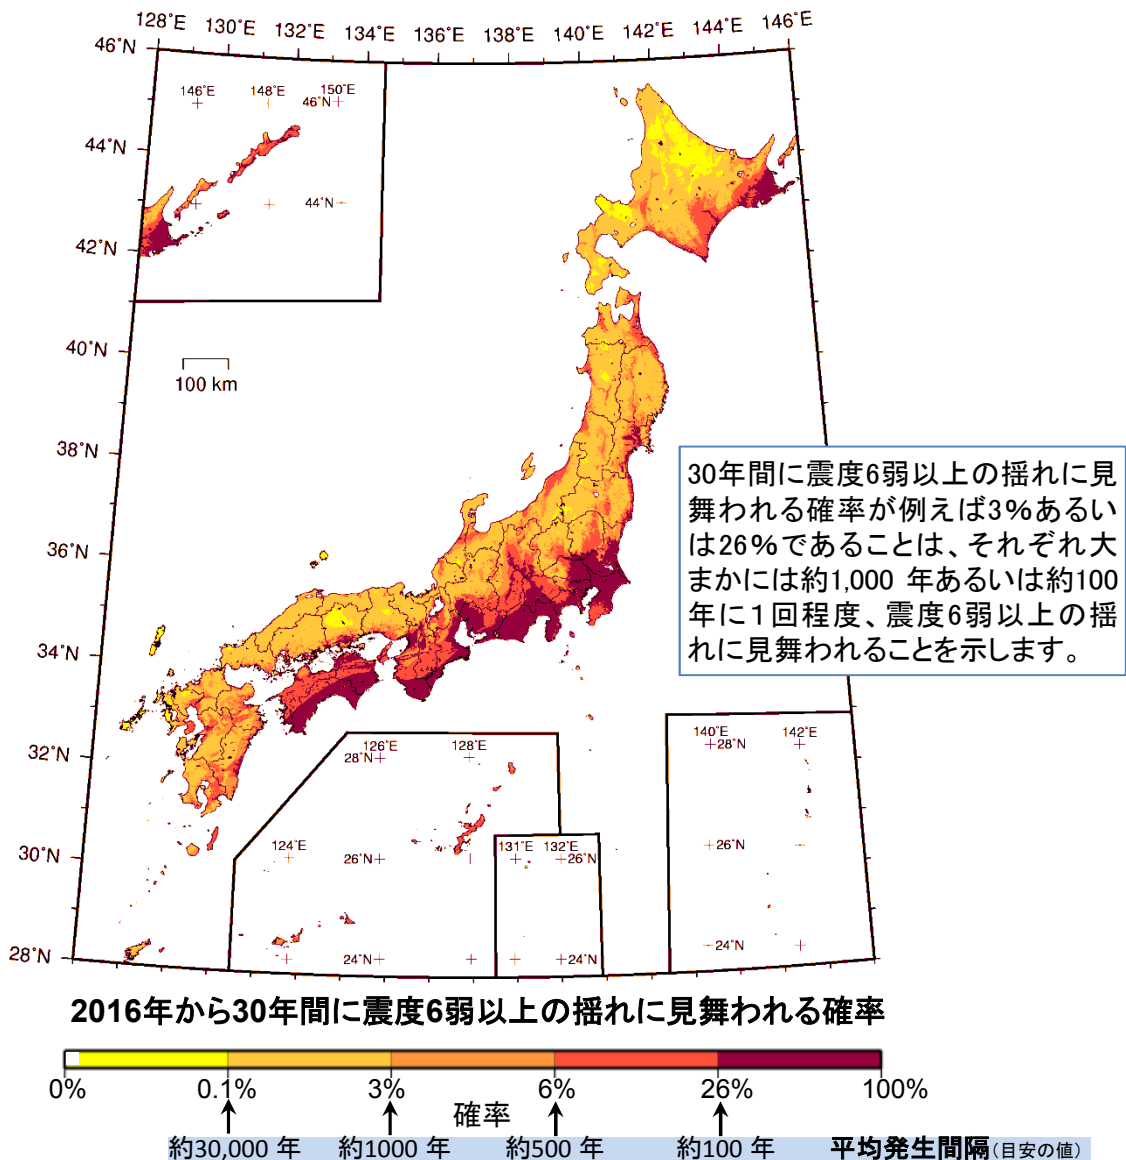 128°E 130°E 132°E 134°E 136°E 138°E 140°E 142°E 144°E 146°E
46°N
146°E 148°E 150°E
46°N
44°N
44°N
42°N
40°N
100 km
38°N
30年間に震度6弱以上の揺れに見
舞われる確率が例えば3%あるい
は26%であることは、それぞれ大
まかには約1,000 年あるいは約100
年に1回程度、震度6弱以上の揺
れに見舞われることを示します。
36°N
34°N
32°N
126°E 128°E
28°N
140°E 142°E
28°N
30°N
124°E
26°N
131°E 132°E
26°N
26°N
28°N
24°N
24°N
24°N
2016年から30年間に震度6弱以上の揺れに見舞われる確率
0% 0.1% 3% 6% 26% 100%
確率
約30,000 年 約1000 年 約500 年 約100 年 平均発生間隔(目安の値)